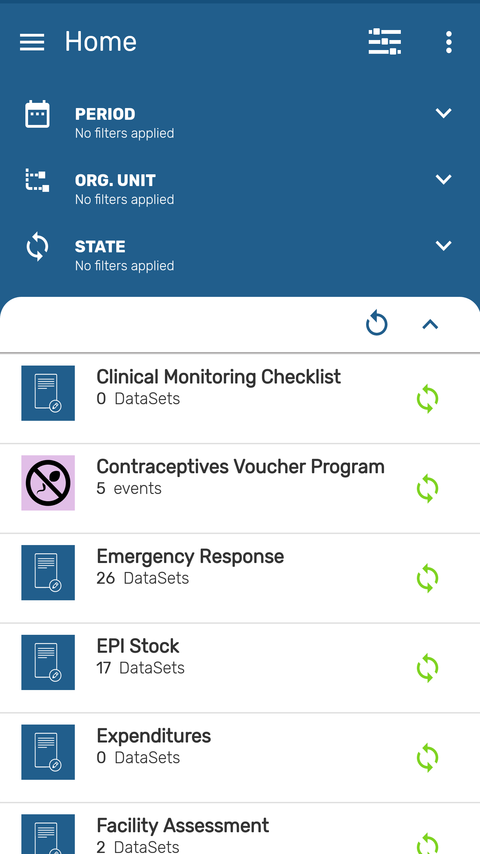 Home
PERIOD
No filters applied
ORG. UNIT
No filters applied
STATE
No filters applied
Clinical Monitoring Checklist
0 DataSets
Contraceptives Voucher Program
5 events
Emergency Response
26 DataSets
EPI Stock
17 DataSets
Expenditures
0 DataSets
Facility Assessment
2 DataSets